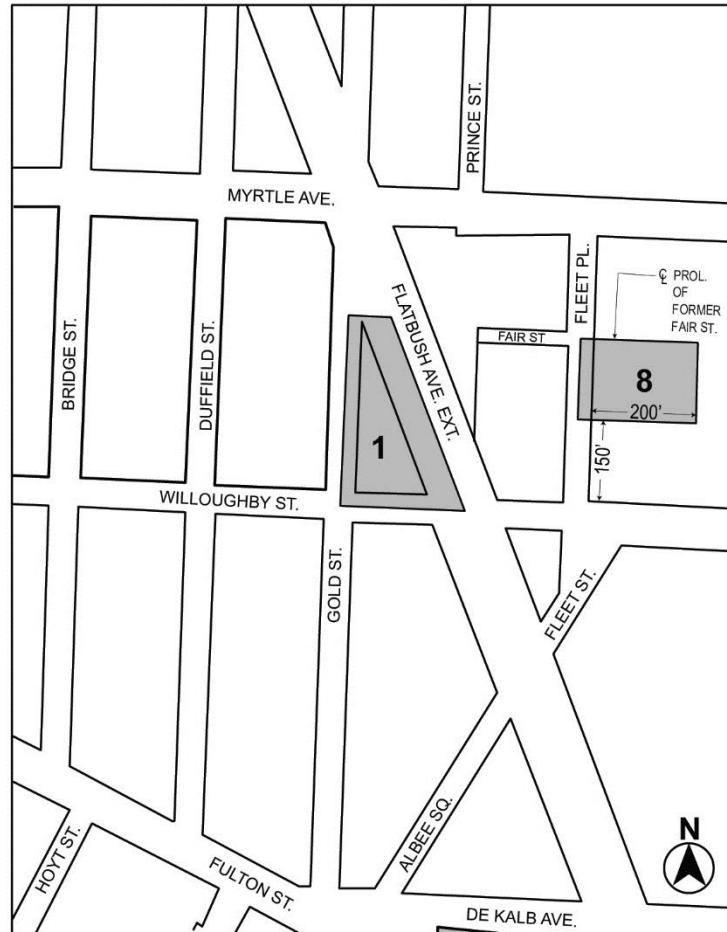 PRINCE ST.
MYRTLE AVE.
BRIDGE ST.
DUFFIELD ST.
FLATBUSH AVE. EXT.
FLEET PL.
℄ PROL.
OF
FORMER
FAIR ST.
FAIR ST
8
200'
150'
1
WILLOUGHBY ST.
GOLD ST.
FLEET ST.
ALBEE SQ.
HOYT ST.
FULTON ST.
DE KALB AVE.
N